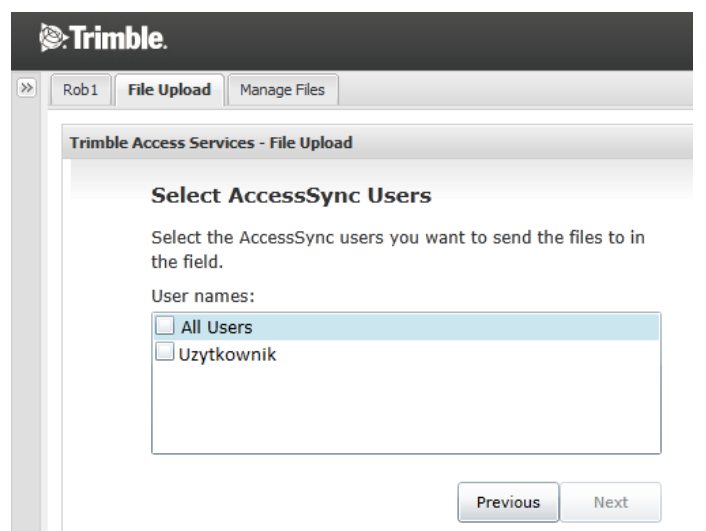 Trimble.
Rob1 File Upload Manage Files
Trimble Access Services - File Upload
Select AccessSync Users
Select the AccessSync users you want to send the files to in
the field.
User names:
All Users
Uzytkownik
Previous Next